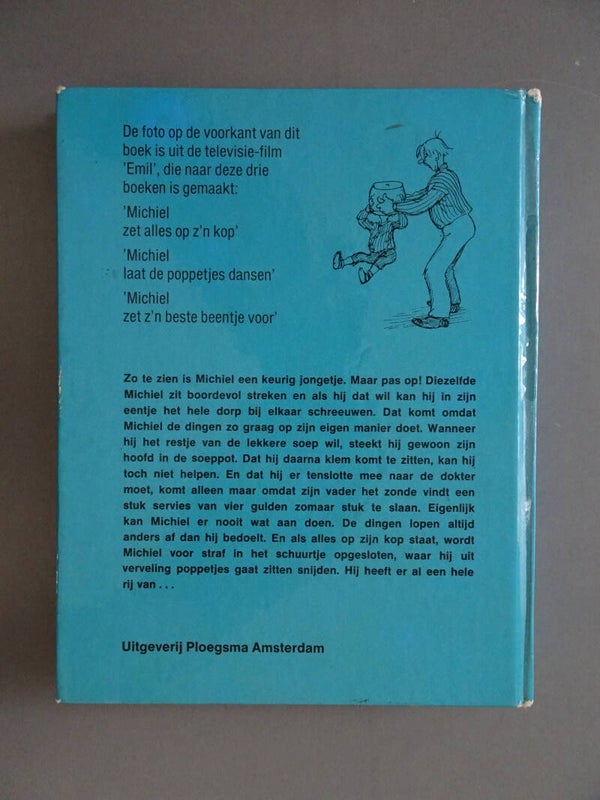 De foto op de voorkant van dit
boek is uit de televisie-film
'Emil', die naar deze drie
boeken is gemaakt:
'Michiel
zet alles op z'n kop'
'Michiel
laat de poppetjes dansen'
'Michiel
zet z'n beste beentje voor'
Zo te zien is Michiel een keurig jongetje. Maar pas op! Diezelfde
Michiel zit boordevol streken en als hij dat wil kan hij in zijn
eentje het hele dorp bij elkaar schreeuwen. Dat komt omdat
Michiel de dingen zo graag op zijn eigen manier doet. Wanneer
hij het restje van de lekkere soep wil, steekt hij gewoon zijn
hoofd in de soeppot. Dat hij daarna klem komt te zitten, kan hij
toch niet helpen. En dat hij er tenslotte mee naar de dokter
moet, komt alleen maar omdat zijn vader het zonde vindt een
stuk servies van vier gulden zomaar stuk te slaan. Eigenlijk
kan Michiel er nooit wat aan doen. De dingen lopen altijd
anders af dan hij bedoelt. En als alles op zijn kop staat, wordt
Michiel voor straf in het schuurtje opgesloten, waar hij uit
verveling poppetjes gaat zitten snijden. Hij heeft er al een hele
rij van . . .
Uitgeverij Ploegsma Amsterdam